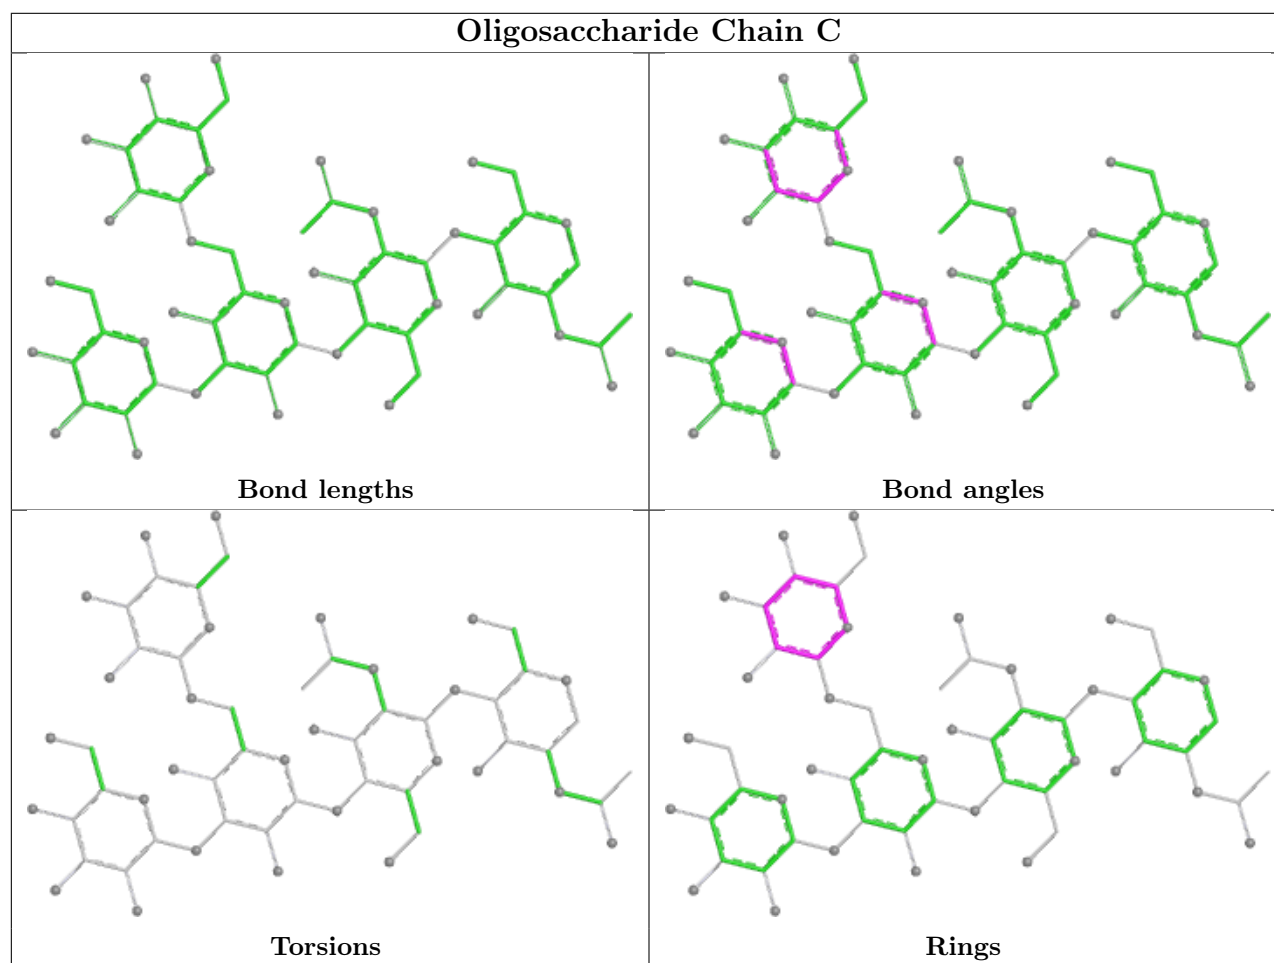 Oligosaccharide Chain C
Bond lengths
Bond angles
Torsions
Rings